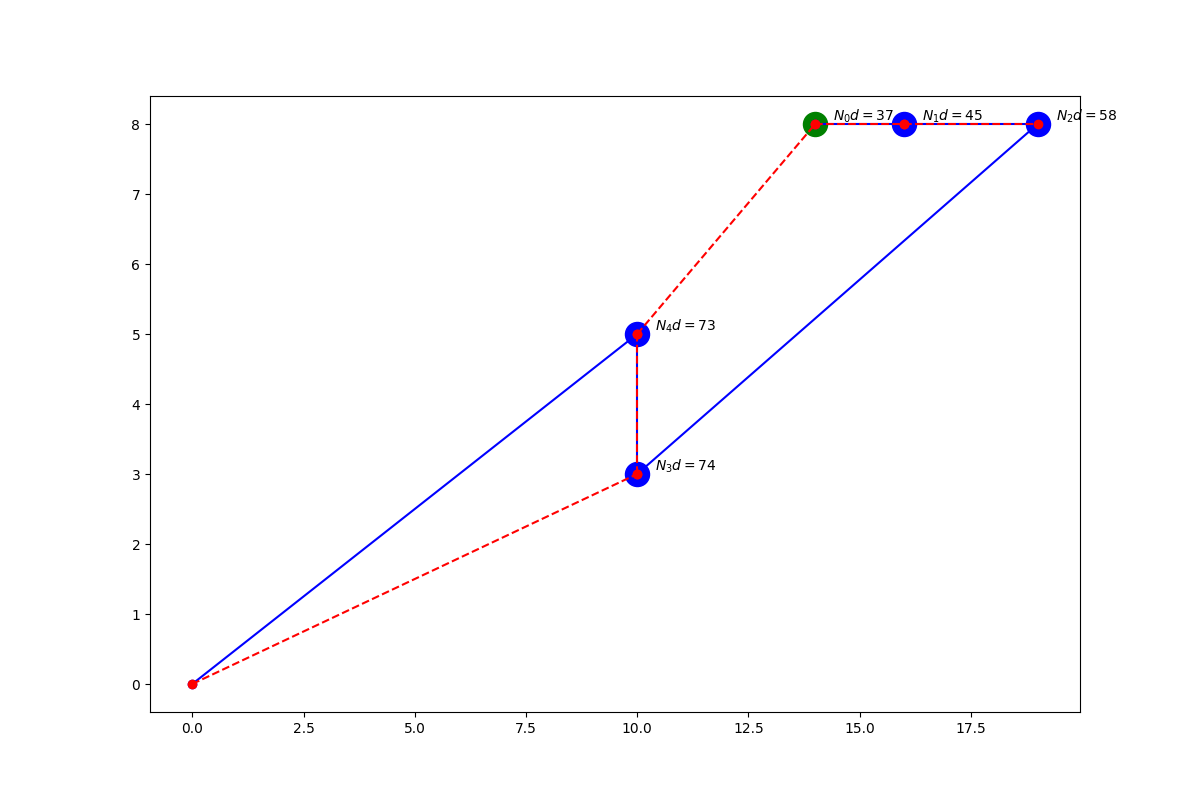 8
7
6
5
4
3
2
1
0
0.0 2.5 5.0 7.5 10.0 12.5 15.0 17.5
N₀d = 37
N₁d = 45
N₂d = 58
N₄d = 73
N₃d = 74